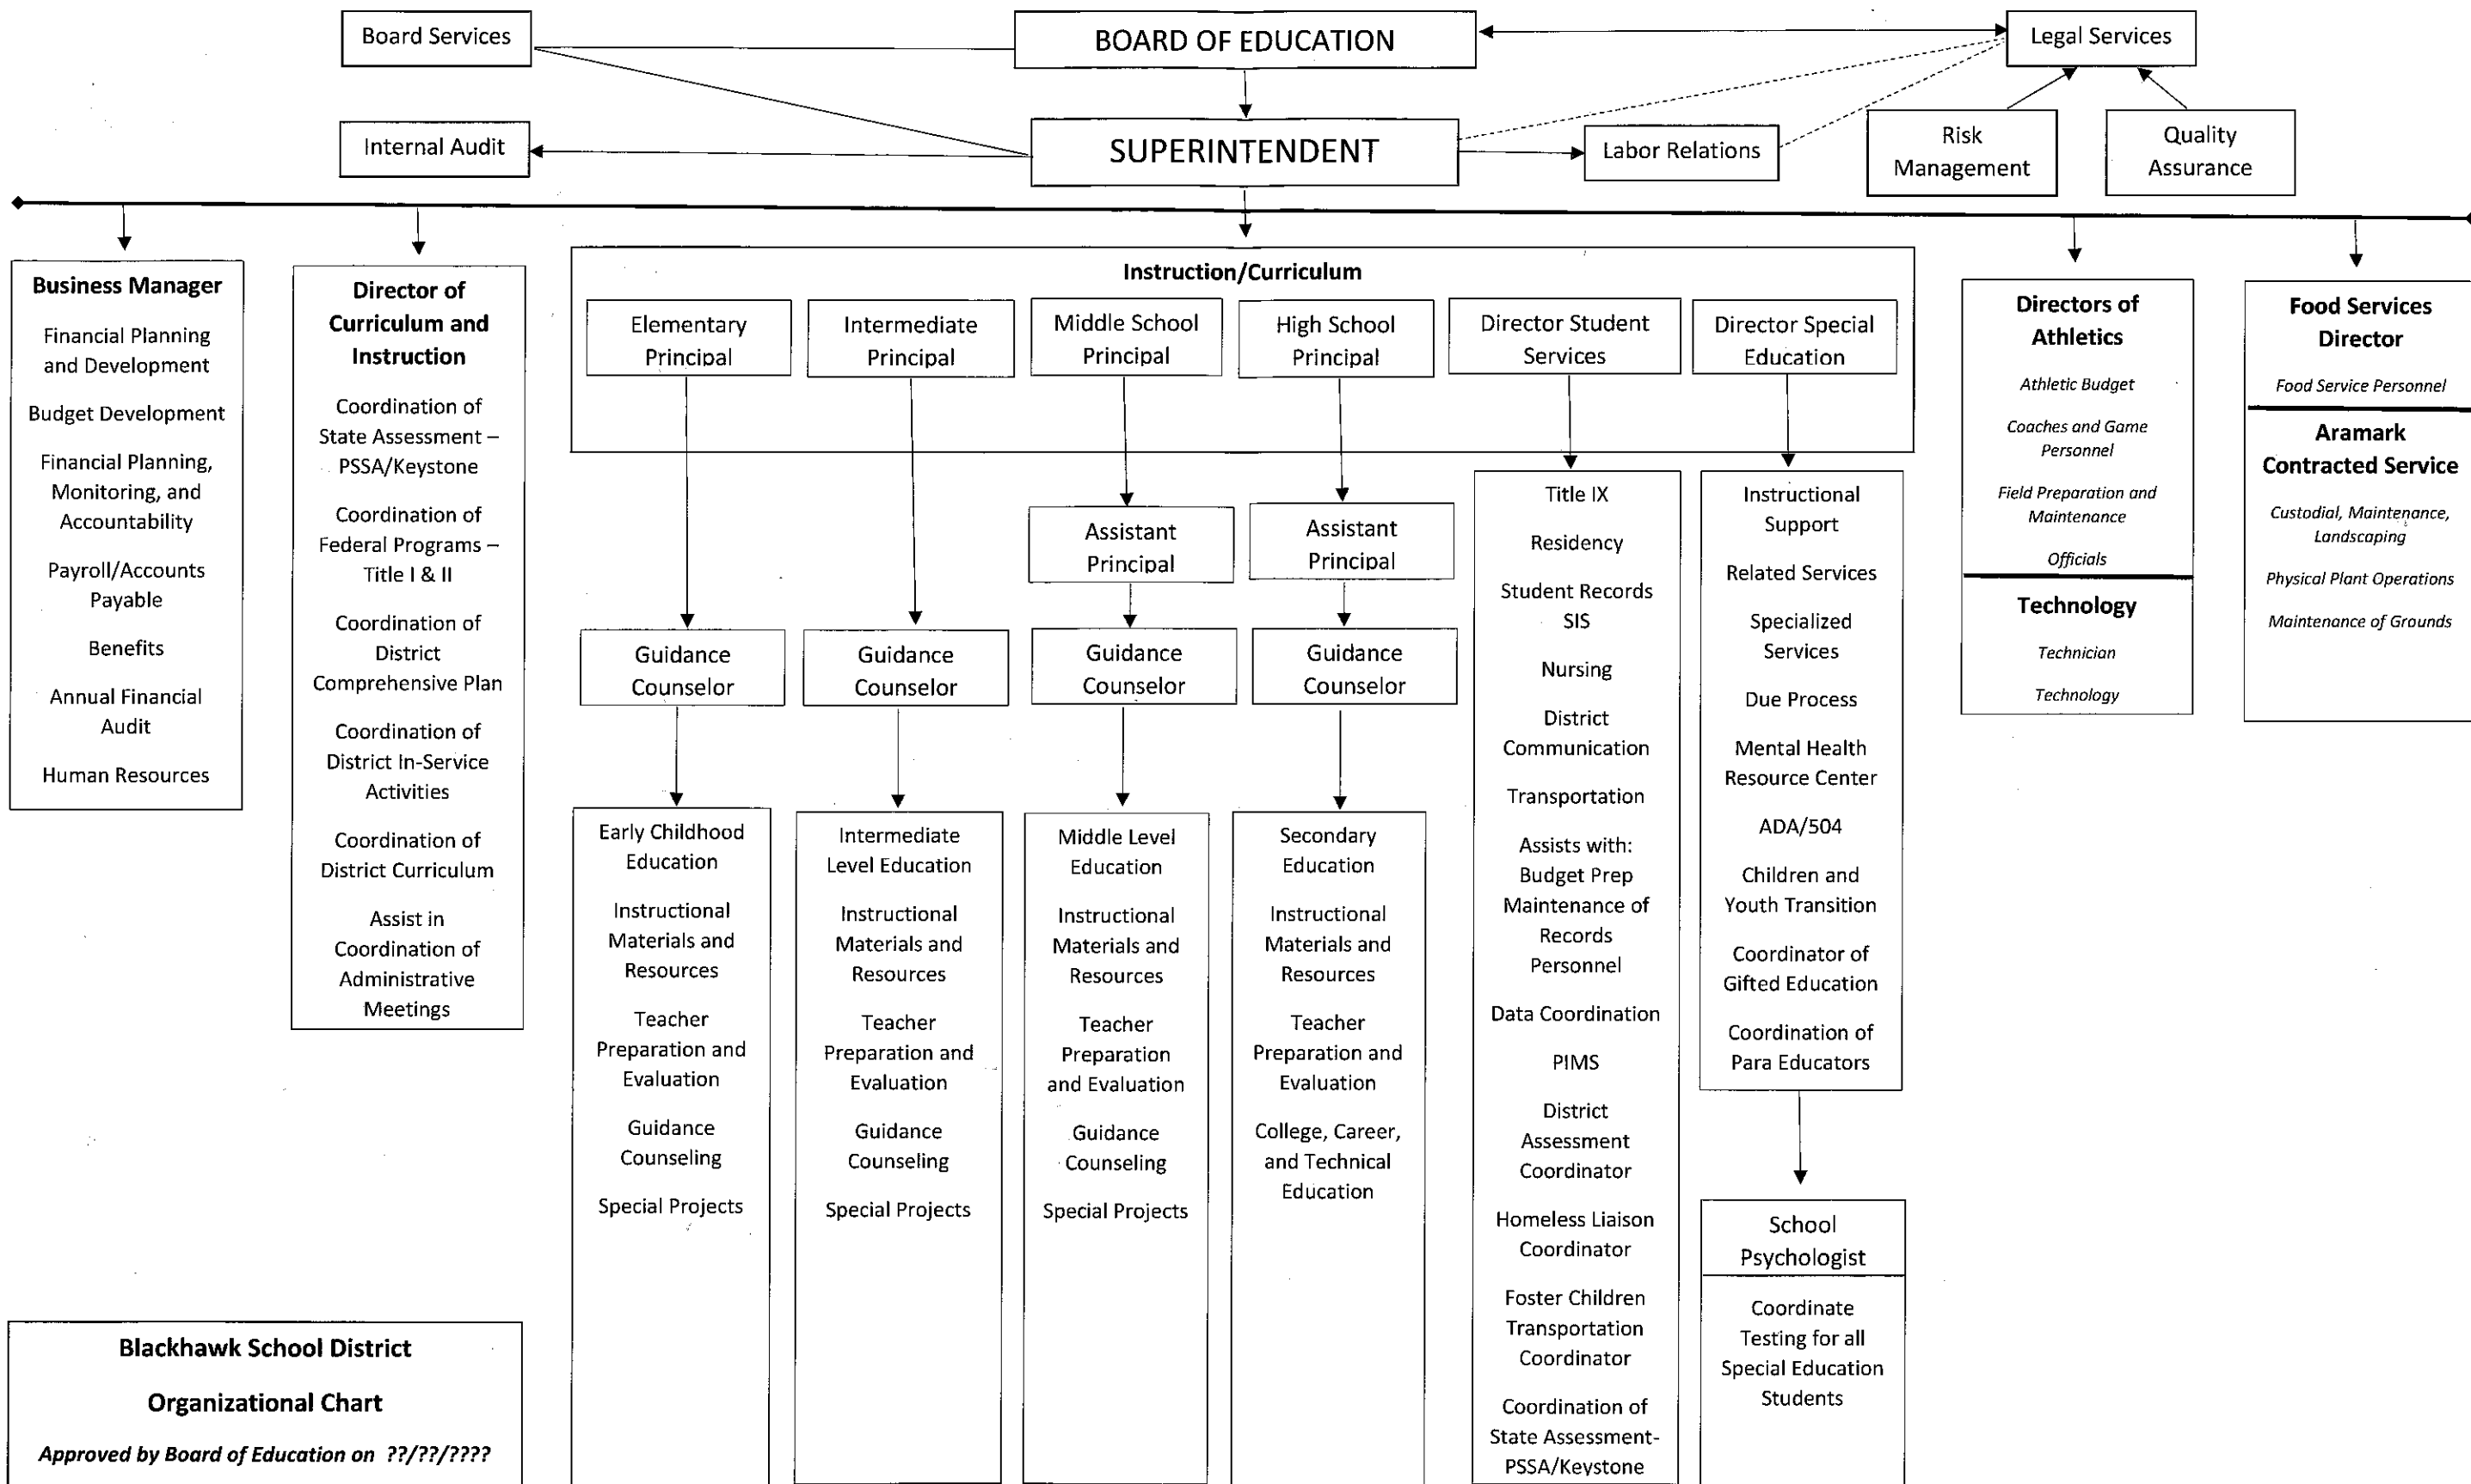 Board Services
BOARD OF EDUCATION
Legal Services
Internal Audit
SUPERINTENDENT
Labor Relations
Risk
Management
Quality
Assurance
Business Manager
Financial Planning
and Development
Budget Development
Financial Planning,
Monitoring, and
Accountability
Payroll/Accounts
Payable
Benefits
Annual Financial
Audit
Human Resources
Director of
Curriculum and
Instruction
Coordination of
State Assessment –
PSSA/Keystone
Coordination of
Federal Programs –
Title I & II
Coordination of
District
Comprehensive Plan
Coordination of
District In-Service
Activities
Coordination of
District Curriculum
Assist in
Coordination of
Administrative
Meetings
Instruction/Curriculum
Elementary
Principal
Intermediate
Principal
Middle School
Principal
High School
Principal
Director Student
Services
Director Special
Education
Assistant
Principal
Assistant
Principal
Guidance
Counselor
Guidance
Counselor
Guidance
Counselor
Guidance
Counselor
Early Childhood
Education
Instructional
Materials and
Resources
Teacher
Preparation and
Evaluation
Guidance
Counseling
Special Projects
Intermediate
Level Education
Instructional
Materials and
Resources
Teacher
Preparation and
Evaluation
Guidance
Counseling
Special Projects
Middle Level
Education
Instructional
Materials and
Resources
Teacher
Preparation
and Evaluation
Guidance
Counseling
Special Projects
Secondary
Education
Instructional
Materials and
Resources
Teacher
Preparation and
Evaluation
College, Career,
and Technical
Education
Title IX
Residency
Student Records
SIS
Nursing
District
Communication
Transportation
Assists with:
Budget Prep
Maintenance of
Records
Personnel
Data Coordination
PIMS
District
Assessment
Coordinator
Homeless Liaison
Coordinator
Foster Children
Transportation
Coordinator
Coordination of
State Assessment-
PSSA/Keystone
Instructional
Support
Related Services
Specialized
Services
Due Process
Mental Health
Resource Center
ADA/504
Children and
Youth Transition
Coordinator of
Gifted Education
Coordination of
Para Educators
School
Psychologist
Coordinate
Testing for all
Special Education
Students
Directors of
Athletics
Athletic Budget
Coaches and Game
Personnel
Field Preparation and
Maintenance
Officials
Technology
Technician
Technology
Food Services
Director
Food Service Personnel
Aramark
Contracted Service
Custodial, Maintenance,
Landscaping
Physical Plant Operations
Maintenance of Grounds
Blackhawk School District
Organizational Chart
Approved by Board of Education on ??/??/????